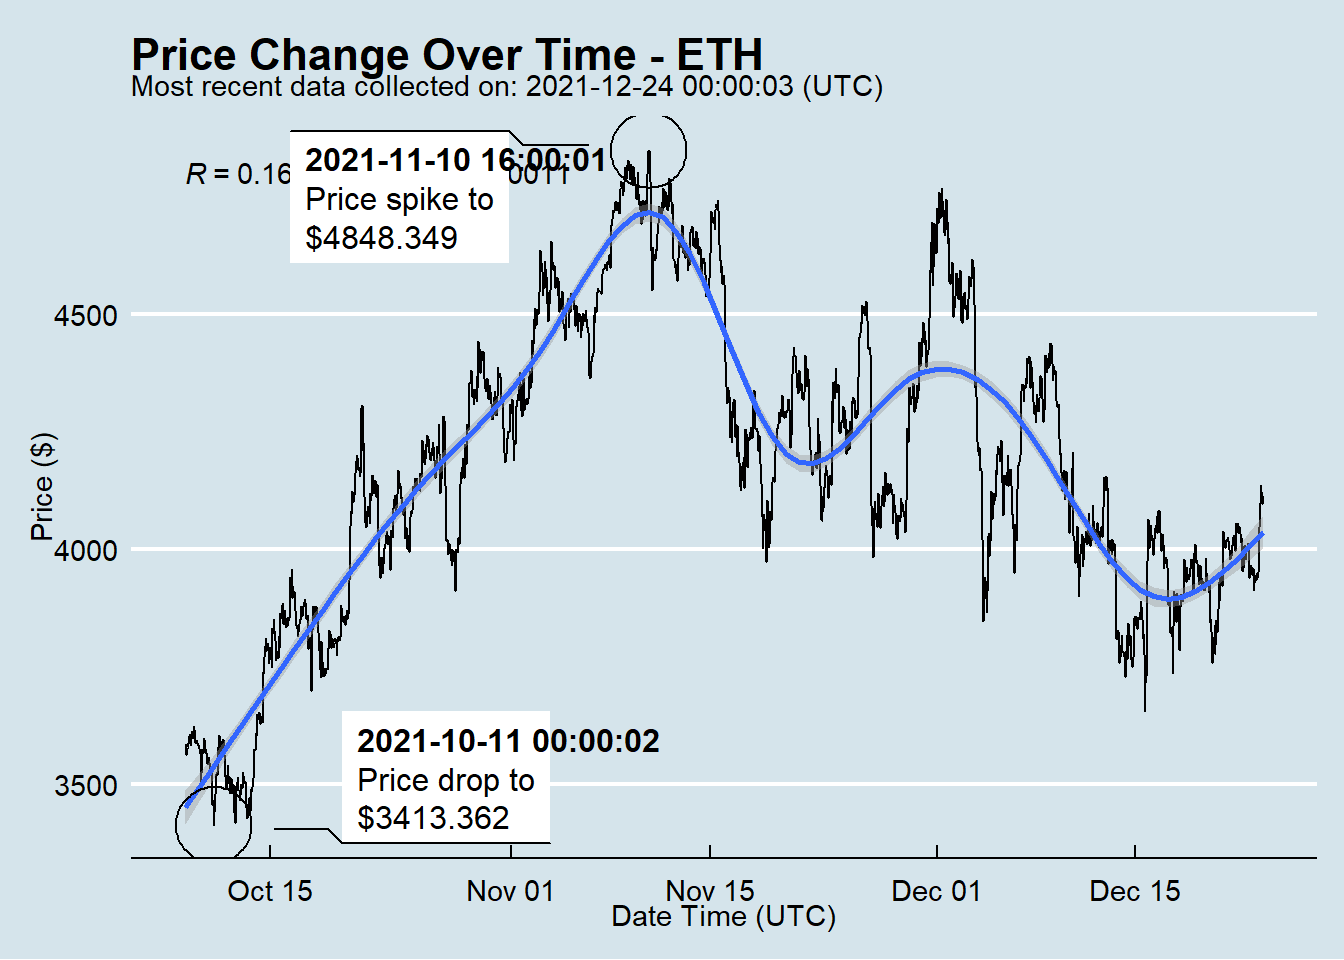 Price Change Over Time - ETH
Most recent data collected on: 2021-12-24 00:00:03 (UTC)
R = 0.16
2021-11-10 16:00:01
Price spike to
$4848.349
4500
4000
3500
Price ($)
2021-10-11 00:00:02
Price drop to
$3413.362
Oct 15 Nov 01 Nov 15 Dec 01 Dec 15
Date Time (UTC)